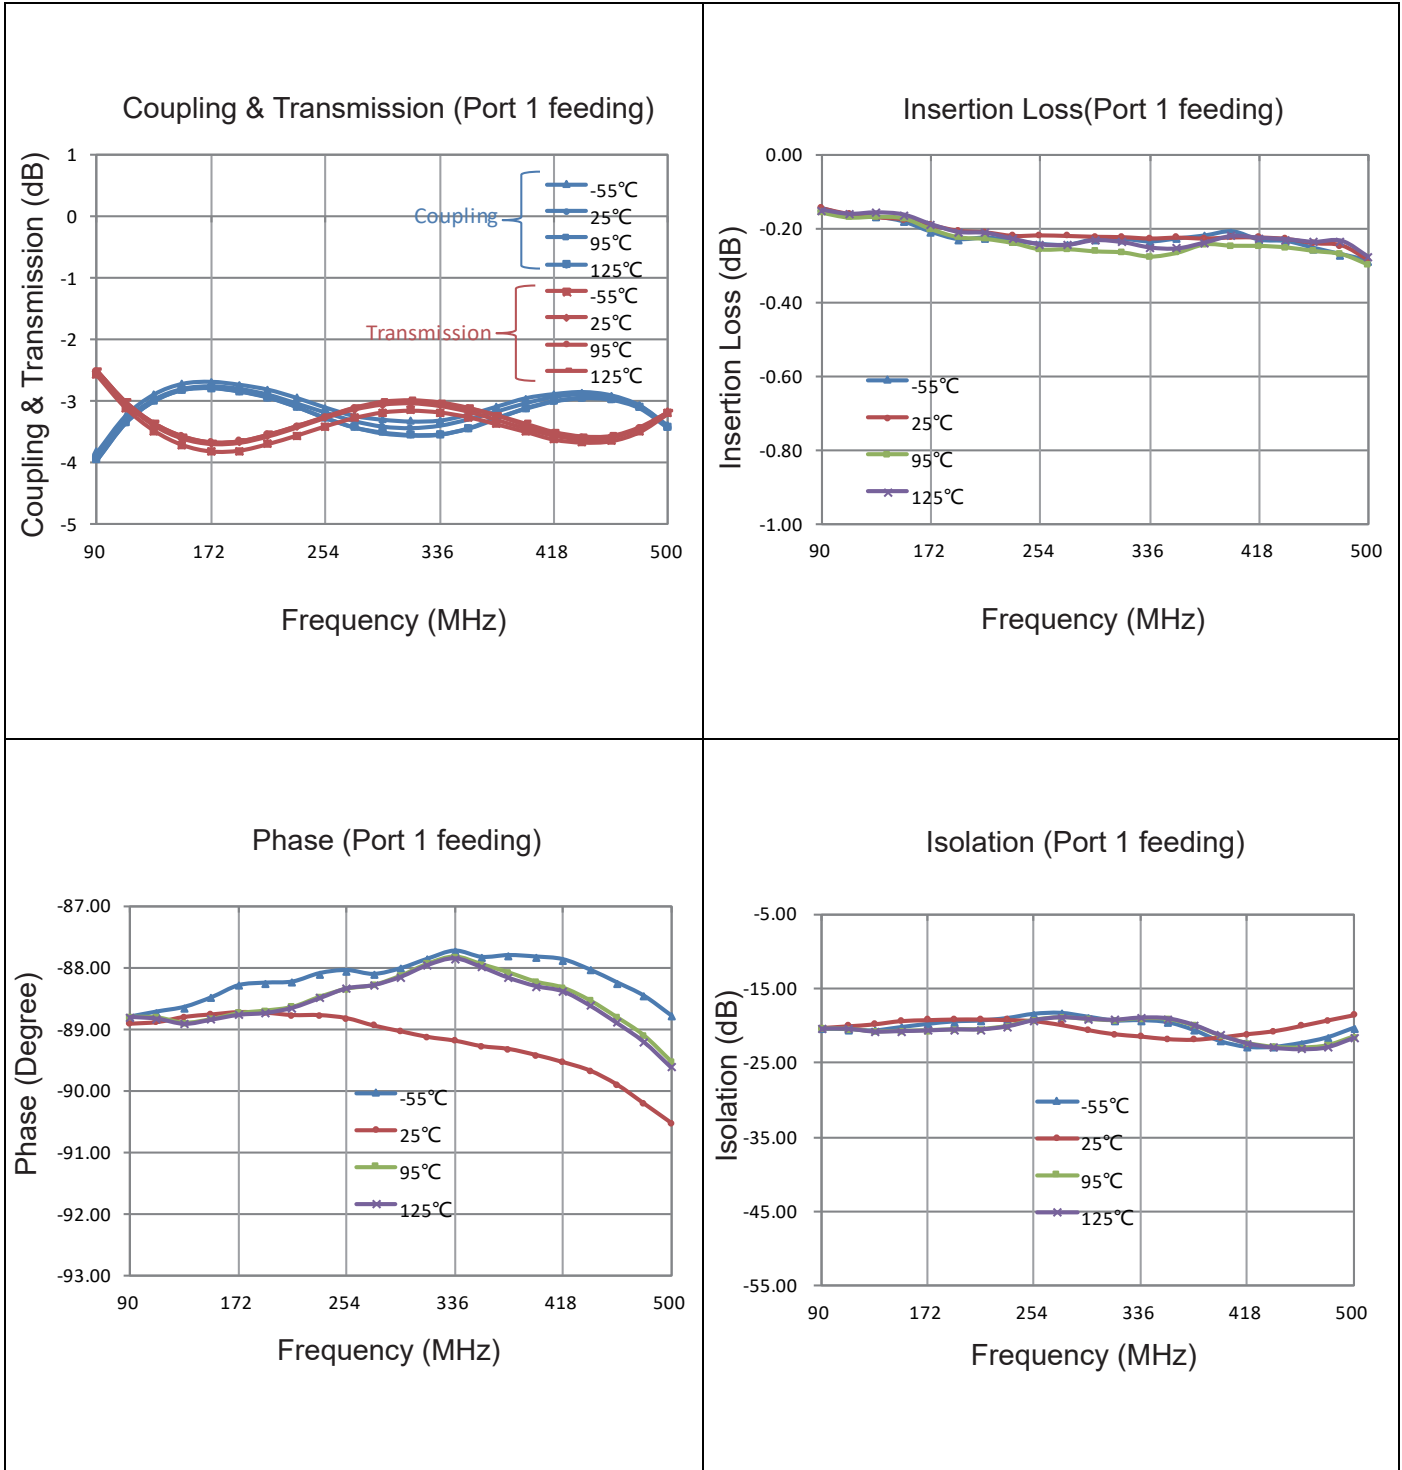 Coupling & Transmission (Port 1 feeding)
Coupling & Transmission (dB)
1
0
-1
-2
-3
-4
-5
Coupling
-55℃
25℃
95℃
125℃
Transmission
-55℃
25℃
95℃
125℃
90 172 254 336 418 500
Frequency (MHz)
Insertion Loss(Port 1 feeding)
Insertion Loss (dB)
0.00
-0.20
-0.40
-0.60
-0.80
-1.00
-55℃
25℃
95℃
125℃
90 172 254 336 418 500
Frequency (MHz)
Phase (Port 1 feeding)
Phase (Degree)
-87.00
-88.00
-89.00
-90.00
-91.00
-92.00
-93.00
-55℃
25℃
95℃
125℃
90 172 254 336 418 500
Frequency (MHz)
Isolation (Port 1 feeding)
Isolation (dB)
-5.00
-15.00
-25.00
-35.00
-45.00
-55.00
-55℃
25℃
95℃
125℃
90 172 254 336 418 500
Frequency (MHz)